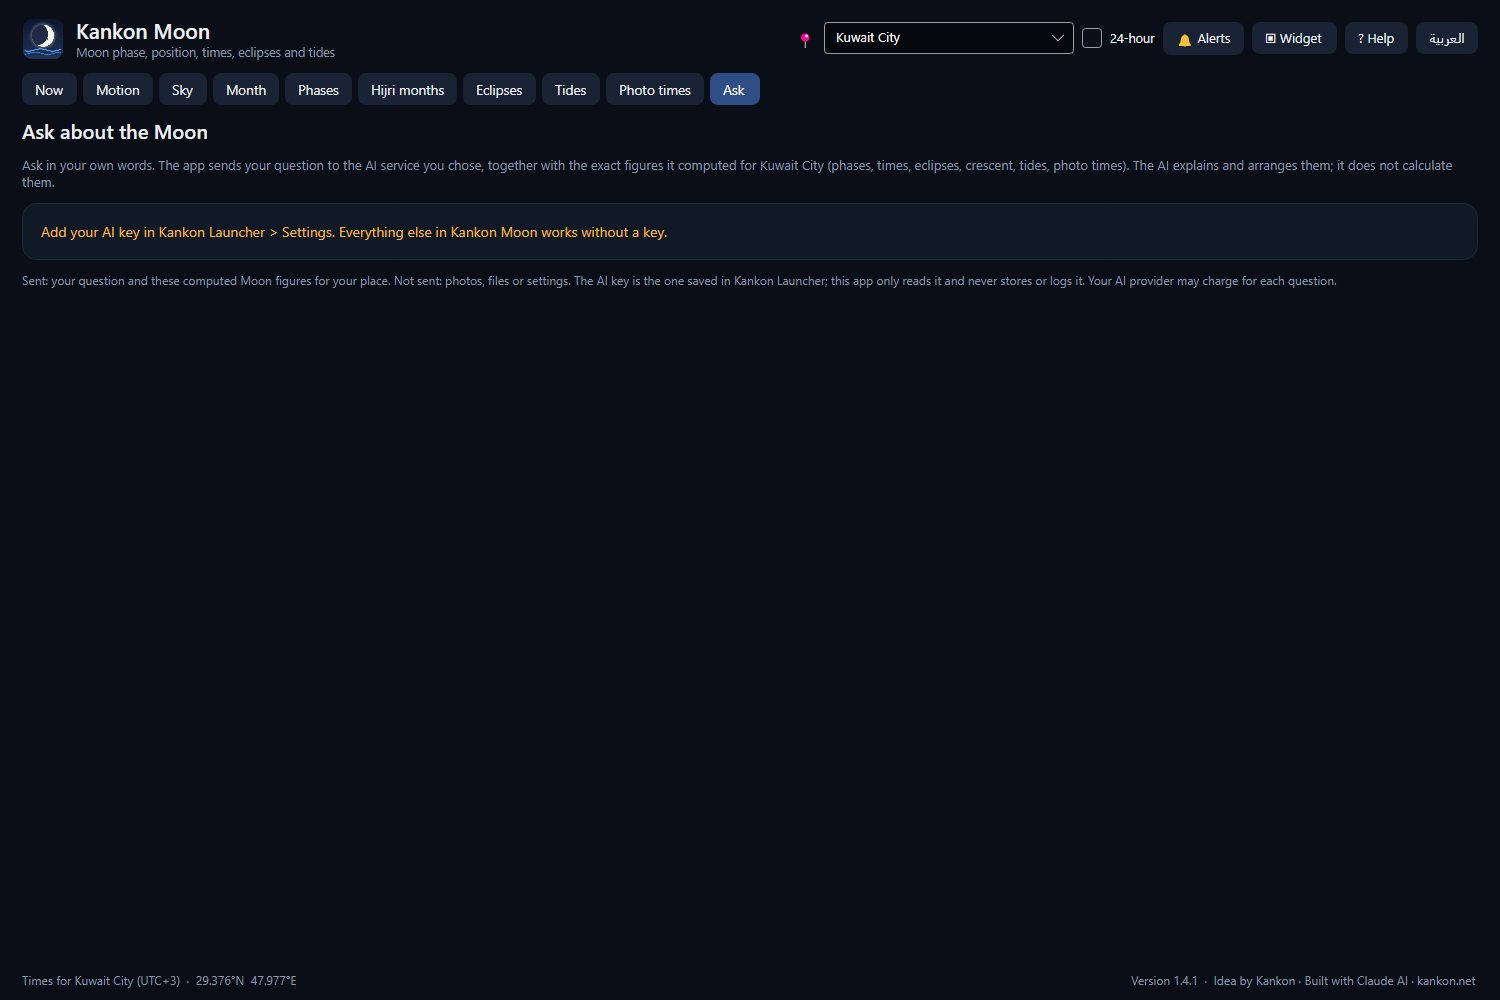 Kankon Moon
Moon phase, position, times, eclipses and tides
Kuwait City
24-hour
Alerts
Widget
? Help
العربية
Now
Motion
Sky
Month
Phases
Hijri months
Eclipses
Tides
Photo times
Ask
Ask about the Moon
Ask in your own words. The app sends your question to the AI service you chose, together with the exact figures it computed for Kuwait City (phases, times, eclipses, crescent, tides, photo times). The AI explains and arranges them; it does not calculate
them.
Add your AI key in Kankon Launcher > Settings. Everything else in Kankon Moon works without a key.
Sent: your question and these computed Moon figures for your place. Not sent: photos, files or settings. The AI key is the one saved in Kankon Launcher; this app only reads it and never stores or logs it. Your AI provider may charge for each question.
Times for Kuwait City (UTC+3) · 29.376°N 47.977°E
Version 1.4.1 · Idea by Kankon · Built with Claude AI · kankon.net